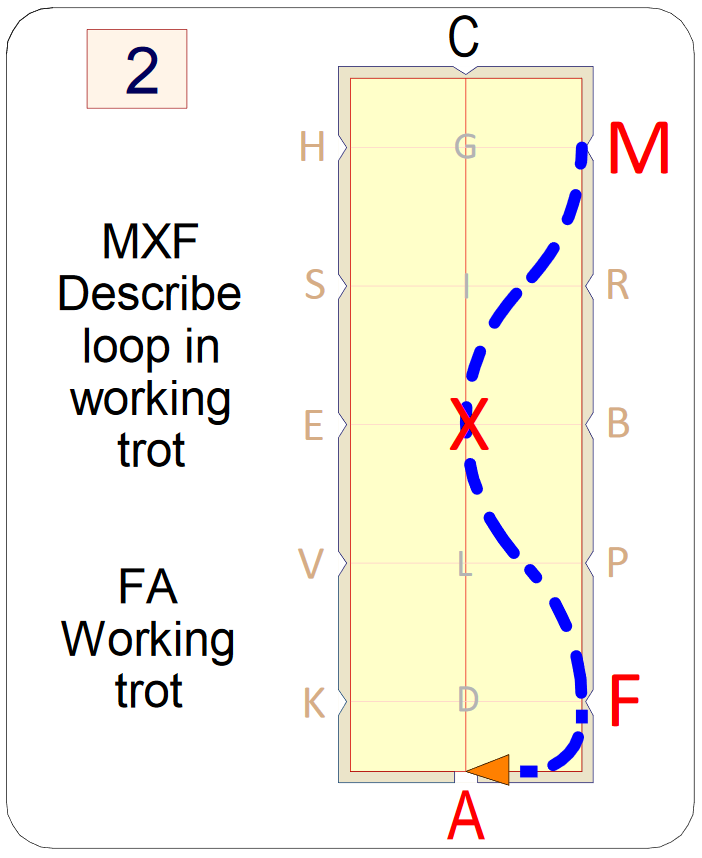 2
C
H G M
MXF
Describe
loop in
working
trot
S I R
E X B
V L P
FA
Working
trot
K D F
A